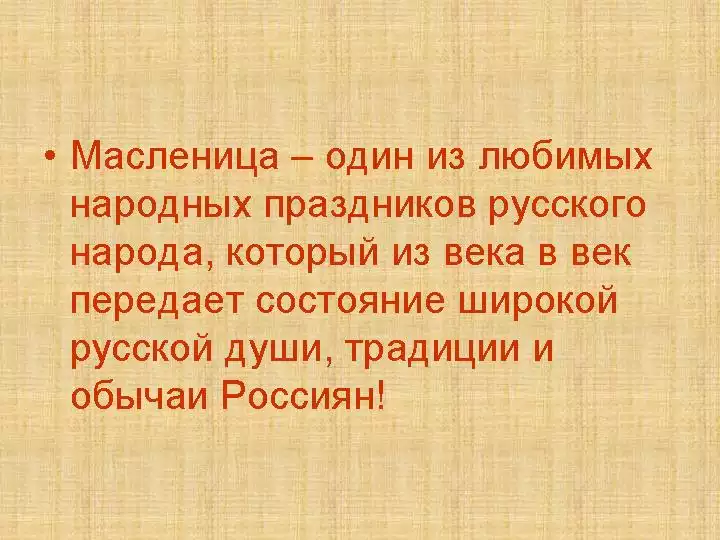 • Масленица – один из любимых
народных праздников русского
народа, который из века в век
передает состояние широкой
русской души, традиции и
обычаи Россиян!